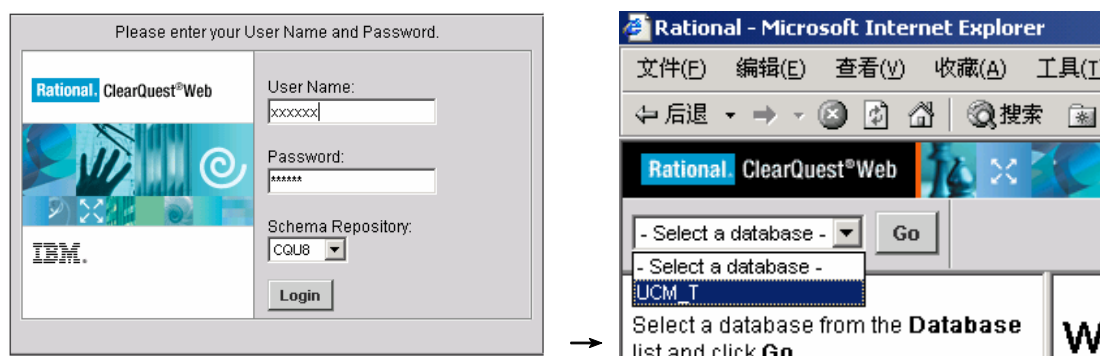 Please enter your User Name and Password.
Rational. ClearQuest®Web
User Name:
xxxxxx
Password:
******
Schema Repository:
CQU8
IBM.
Login
Rational - Microsoft Internet Explorer
文件(F) 编辑(E) 查看(V) 收藏(A) 工具(T
后退 搜索
Rational. ClearQuest®Web
- Select a database - Go
- Select a database -
UCM_T
Select a database from the Database
list and click Go
W